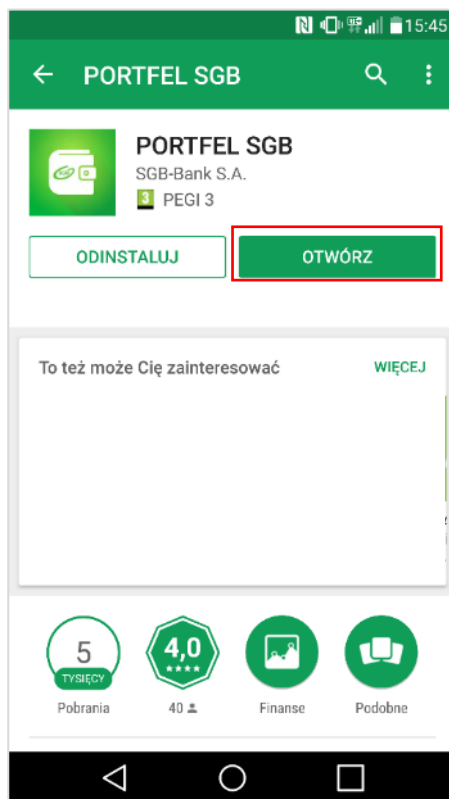 15:45
PORTFEL SGB
PORTFEL SGB
SGB-Bank S.A.
3 PEGI 3
ODINSTALUJ
OTWÓRZ
To też może Cię zainteresować
WIĘCEJ
5
TYSIĘCY
4,0
Pobrania
40
Finanse
Podobne